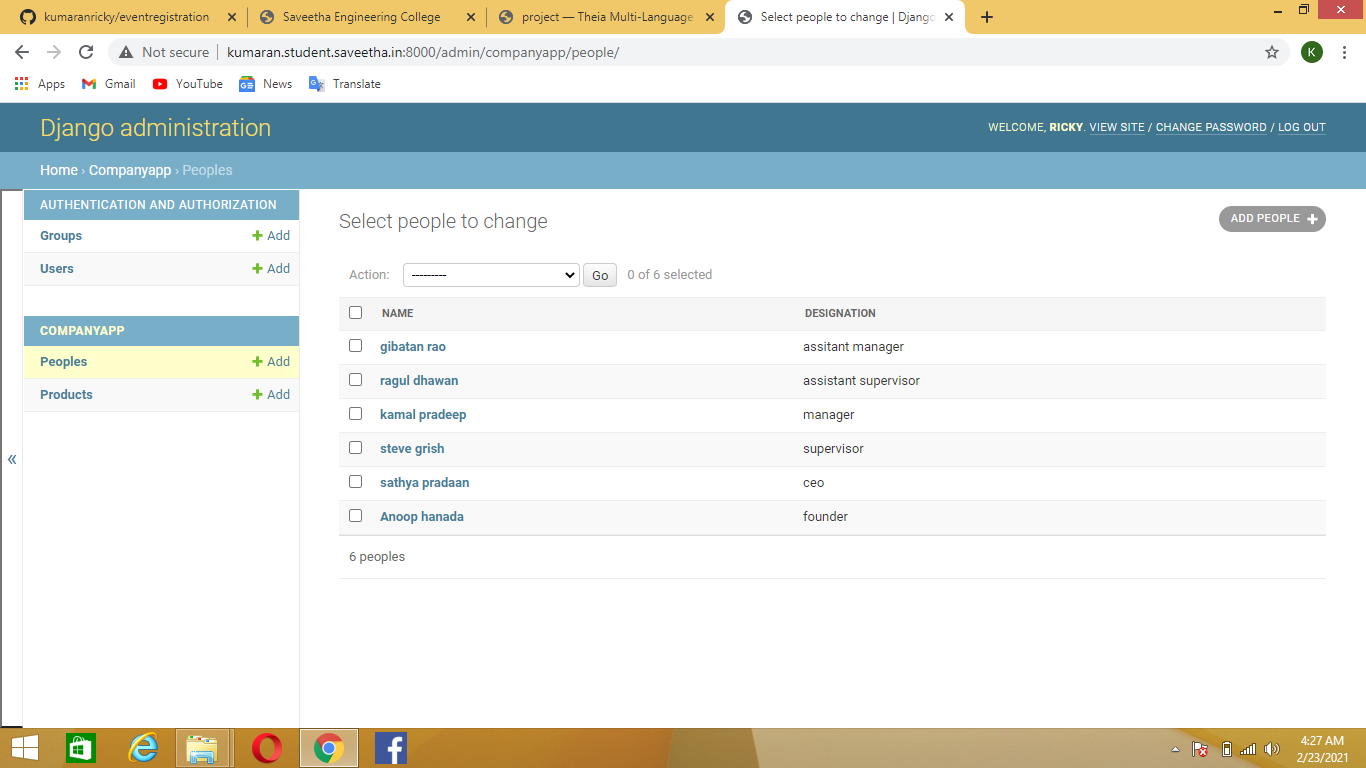 kumaranricky/eventregistration
Saveetha Engineering College
project — Theia Multi-Language
Select people to change | Django
Not secure
kumaran.student.saveetha.in:8000/admin/companyapp/people/
K
Apps
Gmail
YouTube
News
Translate
Django administration
WELCOME, RICKY. VIEW SITE / CHANGE PASSWORD / LOG OUT
Home › Companyapp › Peoples
AUTHENTICATION AND AUTHORIZATION
Groups
Add
Users
Add
COMPANYAPP
Peoples
Add
Products
Add
«
Select people to change
ADD PEOPLE +
Action: --------- Go 0 of 6 selected
NAME DESIGNATION
gibatan rao assitant manager
ragul dhawan assistant supervisor
kamal pradeep manager
steve grish supervisor
sathya pradaan ceo
Anoop hanada founder
6 peoples
4:27 AM
2/23/2021